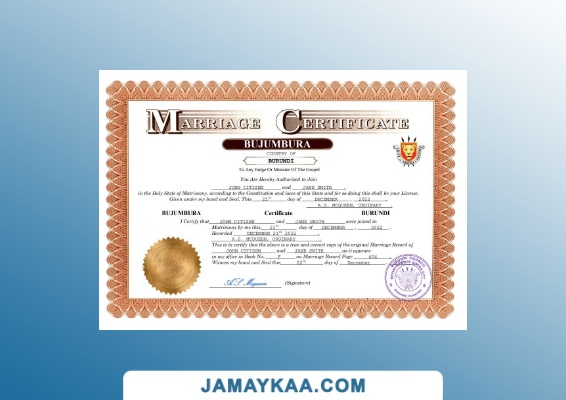 MARRIAGE CERTIFICATE
BUJUMBURA
COUNTRY OF
BURUNDI
To Any Judge Or Minister Of The Gospel
You Are Hereby Authorized to Join
JOHN CITIZEN and JANE SMITH
in the Holy State of Matrimony, according to the Constitution and laws of this State and for so doing this shall be your License.
Given under my hand and Seal. This 21st day of DECEMBER, 2022
A.S. MCQUEEN, ORDINARY
BUJUMBURA Certificate BURUNDI
I Certify that JOHN CITIZEN and JANE SMITH were joined in
Matrimony by me this 21st day of DECEMBER, 2022.
Recorded DECEMBER 21st 2022
A.S. MCQUEEN, ORDINARY
This is to certify that the above is a true and correct copy of the original Marriage Record of
JOHN CITIZEN and JANE SMITH as it appears
in my office in Book No. F on Marriage Record Page 434
Witness my hand and Seal this 22nd day of December
A.S. Mcqueen (Signature)
JAMAYKAA.COM